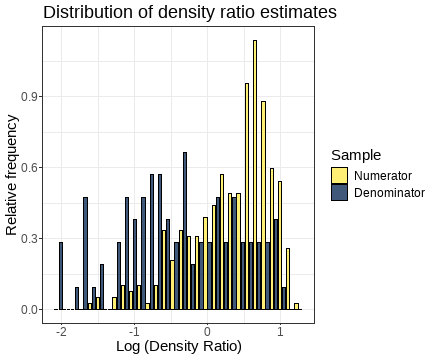 Distribution of density ratio estimates
Relative frequency
0.9
0.6
0.3
0.0
-2
-1
0
1
Log (Density Ratio)
Sample
Numerator
Denominator